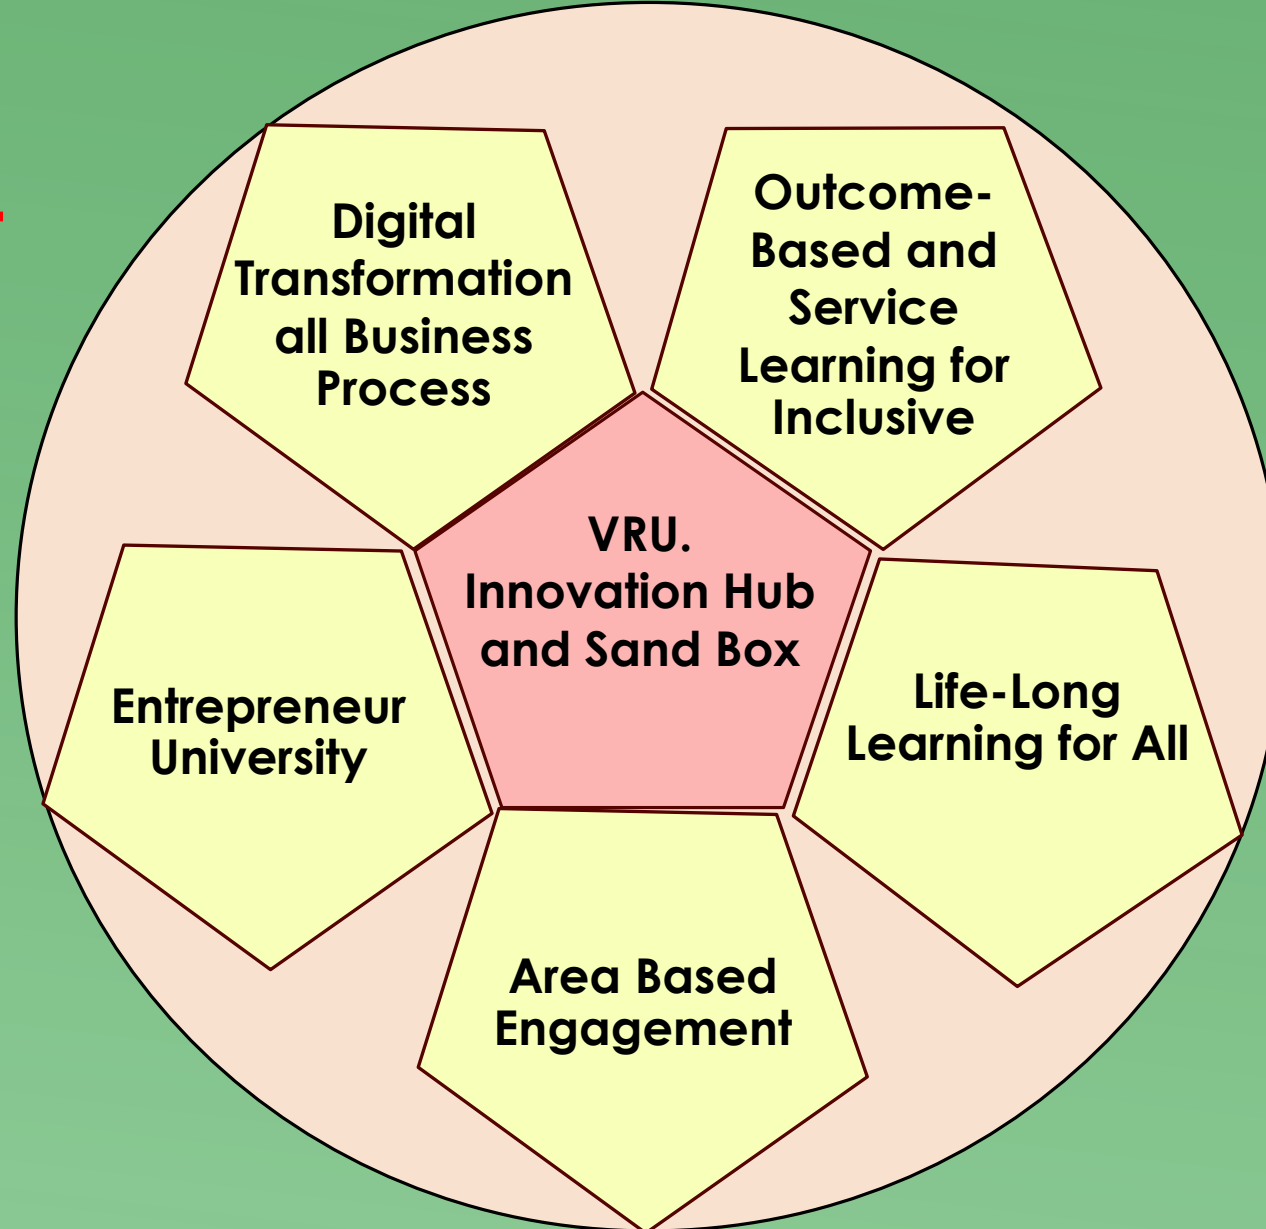 Digital
Transformation
all Business
Process
Outcome-
Based and
Service
Learning for
Inclusive
VRU.
Innovation Hub
and Sand Box
Entrepreneur
University
Life-Long
Learning for All
Area Based
Engagement